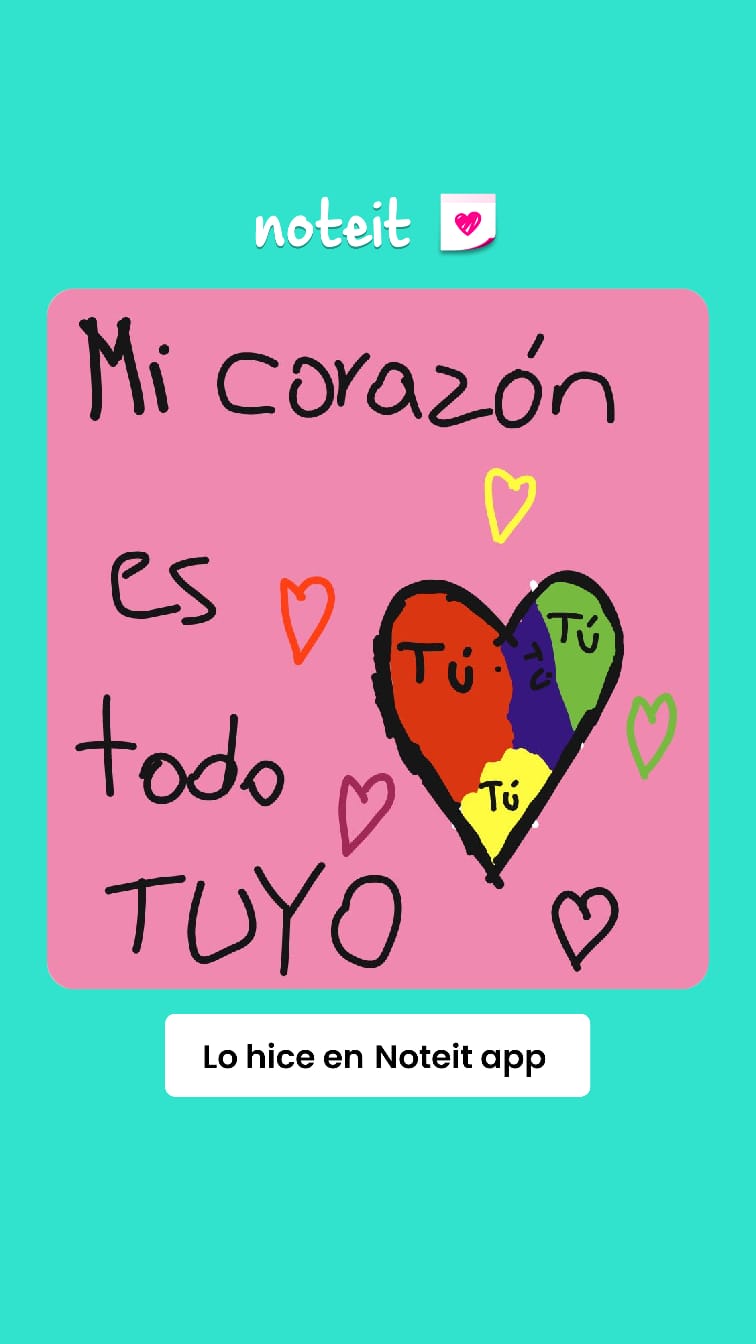 noteit
Mi corazón
es
todo
TUYO
Tú
Tú
Tú
Tú
Lo hice en Noteit app